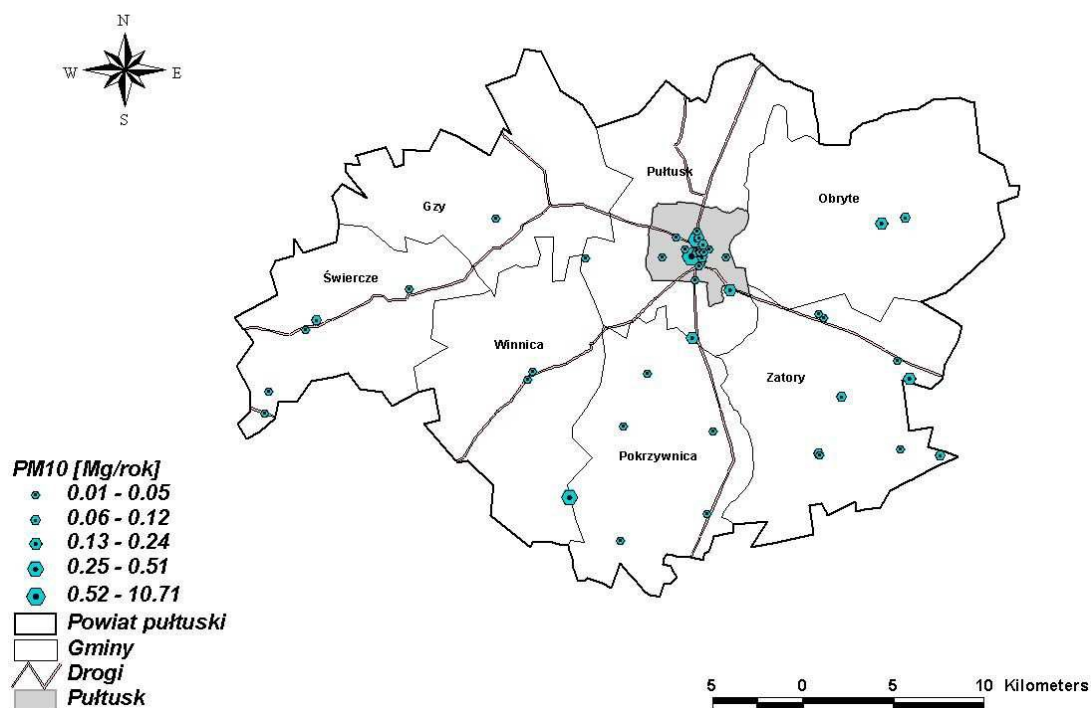 N
W E
S
Pułtusk
Obryte
Gzy
Świercze
Winnica
Zatory
Pokrzywnica
PM10 [Mg/rok]
0.01 - 0.05
0.06 - 0.12
0.13 - 0.24
0.25 - 0.51
0.52 - 10.71
Powiat pułtuski
Gminy
Drogi
Pułtusk
5 0 5 10 Kilometers